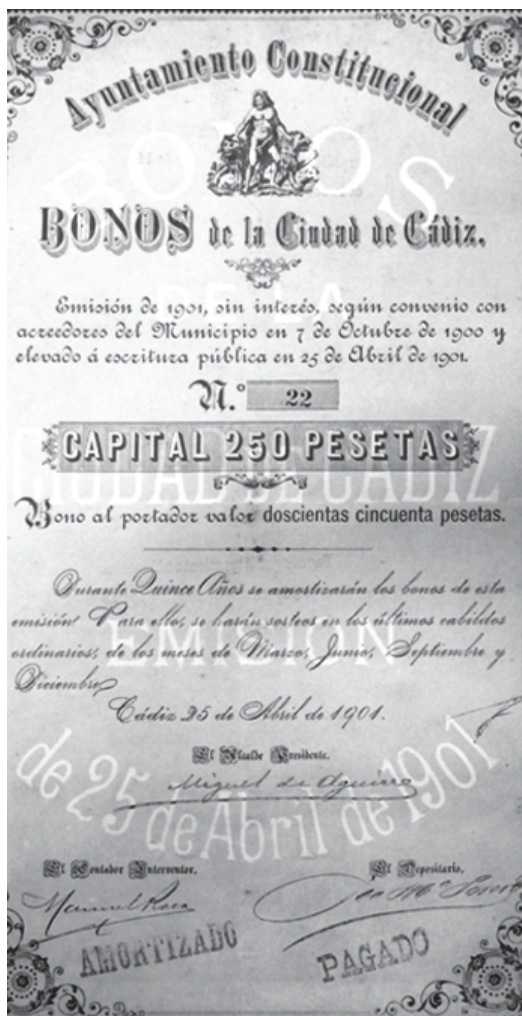 Ayuntamiento Constitucional
BONOS de la Ciudad de Cádiz.
Emisión de 1901, sin interés, según convenio con
acreedores del Municipio en 7 de Octubre de 1900 y
elevado á escritura pública en 25 de Abril de 1901.
N.º 22
CAPITAL 250 PESETAS
Bono al portador valor doscientas cincuenta pesetas.
Durante Quince Años se amortizarán los bonos de esta
emisión. Para ello, se harán sorteos en los últimos cabildos
ordinarios, de los meses de Marzo, Junio, Septiembre y
Diciembre
Cádiz 25 de Abril de 1901.
El Alcalde Presidente.
Miguel de Aguirre
El Contador Interventor.
El Depositario.
Manuel Roca
AMORTIZADO
PAGADO
BONOS
DE LA
CIUDAD DE CADIZ
EMISION
de 25 de Abril de 1901